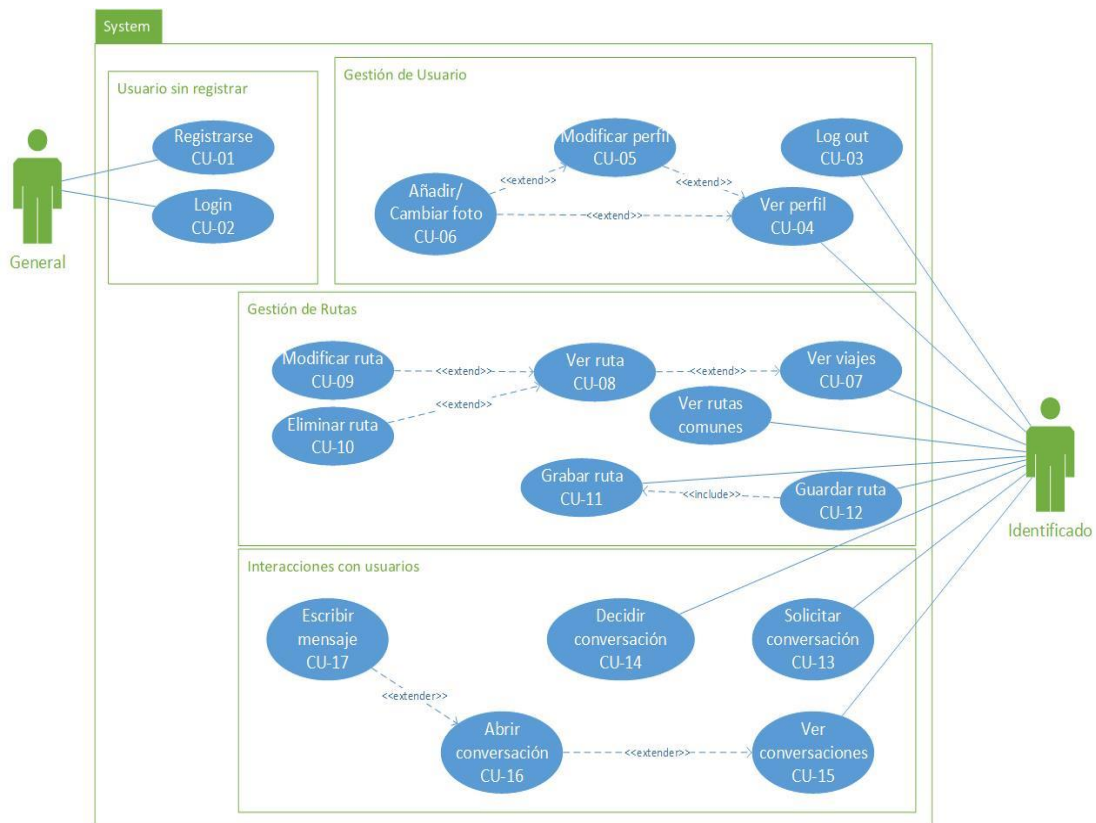 System
Usuario sin registrar
Registrarse
CU-01
Login
CU-02
General
Gestión de Usuario
Modificar perfil
CU-05
Log out
CU-03
<<extend>>
<<extend>>
Añadir/
Cambiar foto
CU-06
<<extend>>
Ver perfil
CU-04
Gestión de Rutas
Modificar ruta
CU-09
<<extend>>
Ver ruta
CU-08
<<extend>>
Ver viajes
CU-07
Eliminar ruta
CU-10
<<extend>>
Ver rutas
comunes
Grabar ruta
CU-11
<<include>>
Guardar ruta
CU-12
Identificado
Interacciones con usuarios
Escribir
mensaje
CU-17
Decidir
conversación
CU-14
Solicitar
conversación
CU-13
<<extender>>
Abrir
conversación
CU-16
<<extender>>
Ver
conversaciones
CU-15